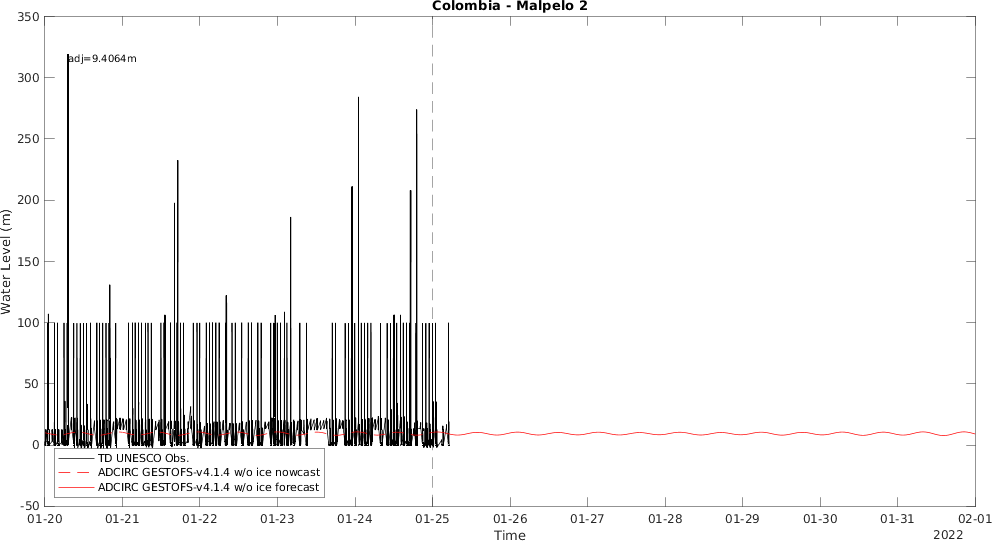 Colombia - Malpelo 2
350
300
250
200
150
100
50
0
-50
Water Level (m)
adj=9.4064m
TD UNESCO Obs.
ADCIRC GESTOFS-v4.1.4 w/o ice nowcast
ADCIRC GESTOFS-v4.1.4 w/o ice forecast
01-20 01-21 01-22 01-23 01-24 01-25 01-26 01-27 01-28 01-29 01-30 01-31 02-01
Time
2022